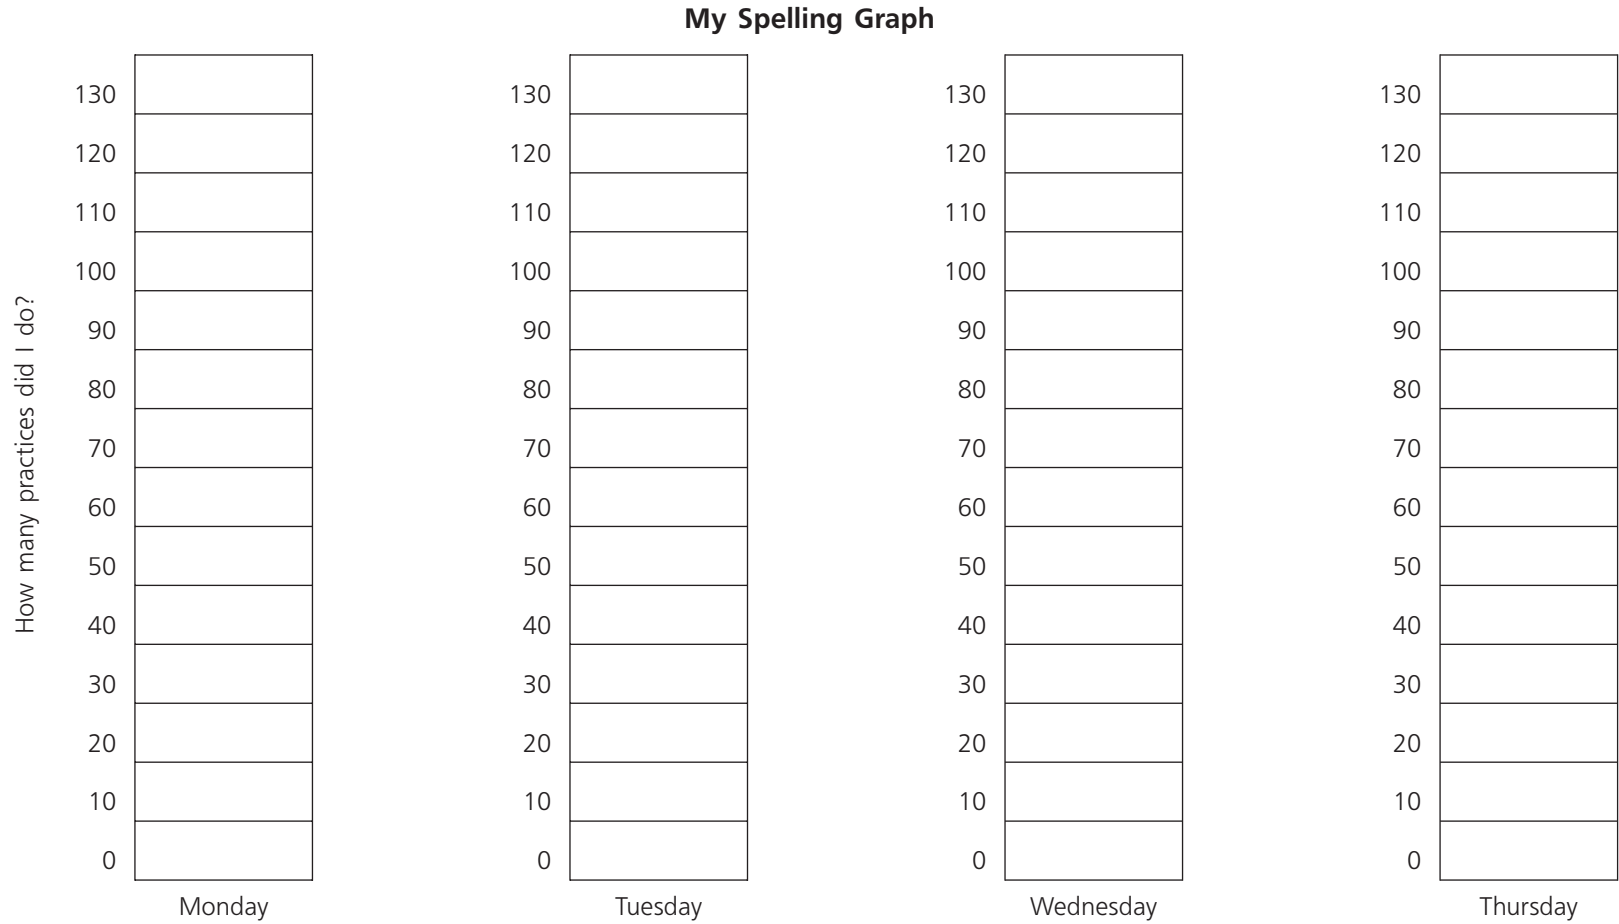 My Spelling Graph
How many practices did I do?
130 130 130 130
120 120 120 120
110 110 110 110
100 100 100 100
90 90 90 90
80 80 80 80
70 70 70 70
60 60 60 60
50 50 50 50
40 40 40 40
30 30 30 30
20 20 20 20
10 10 10 10
0 0 0 0
Monday Tuesday Wednesday Thursday